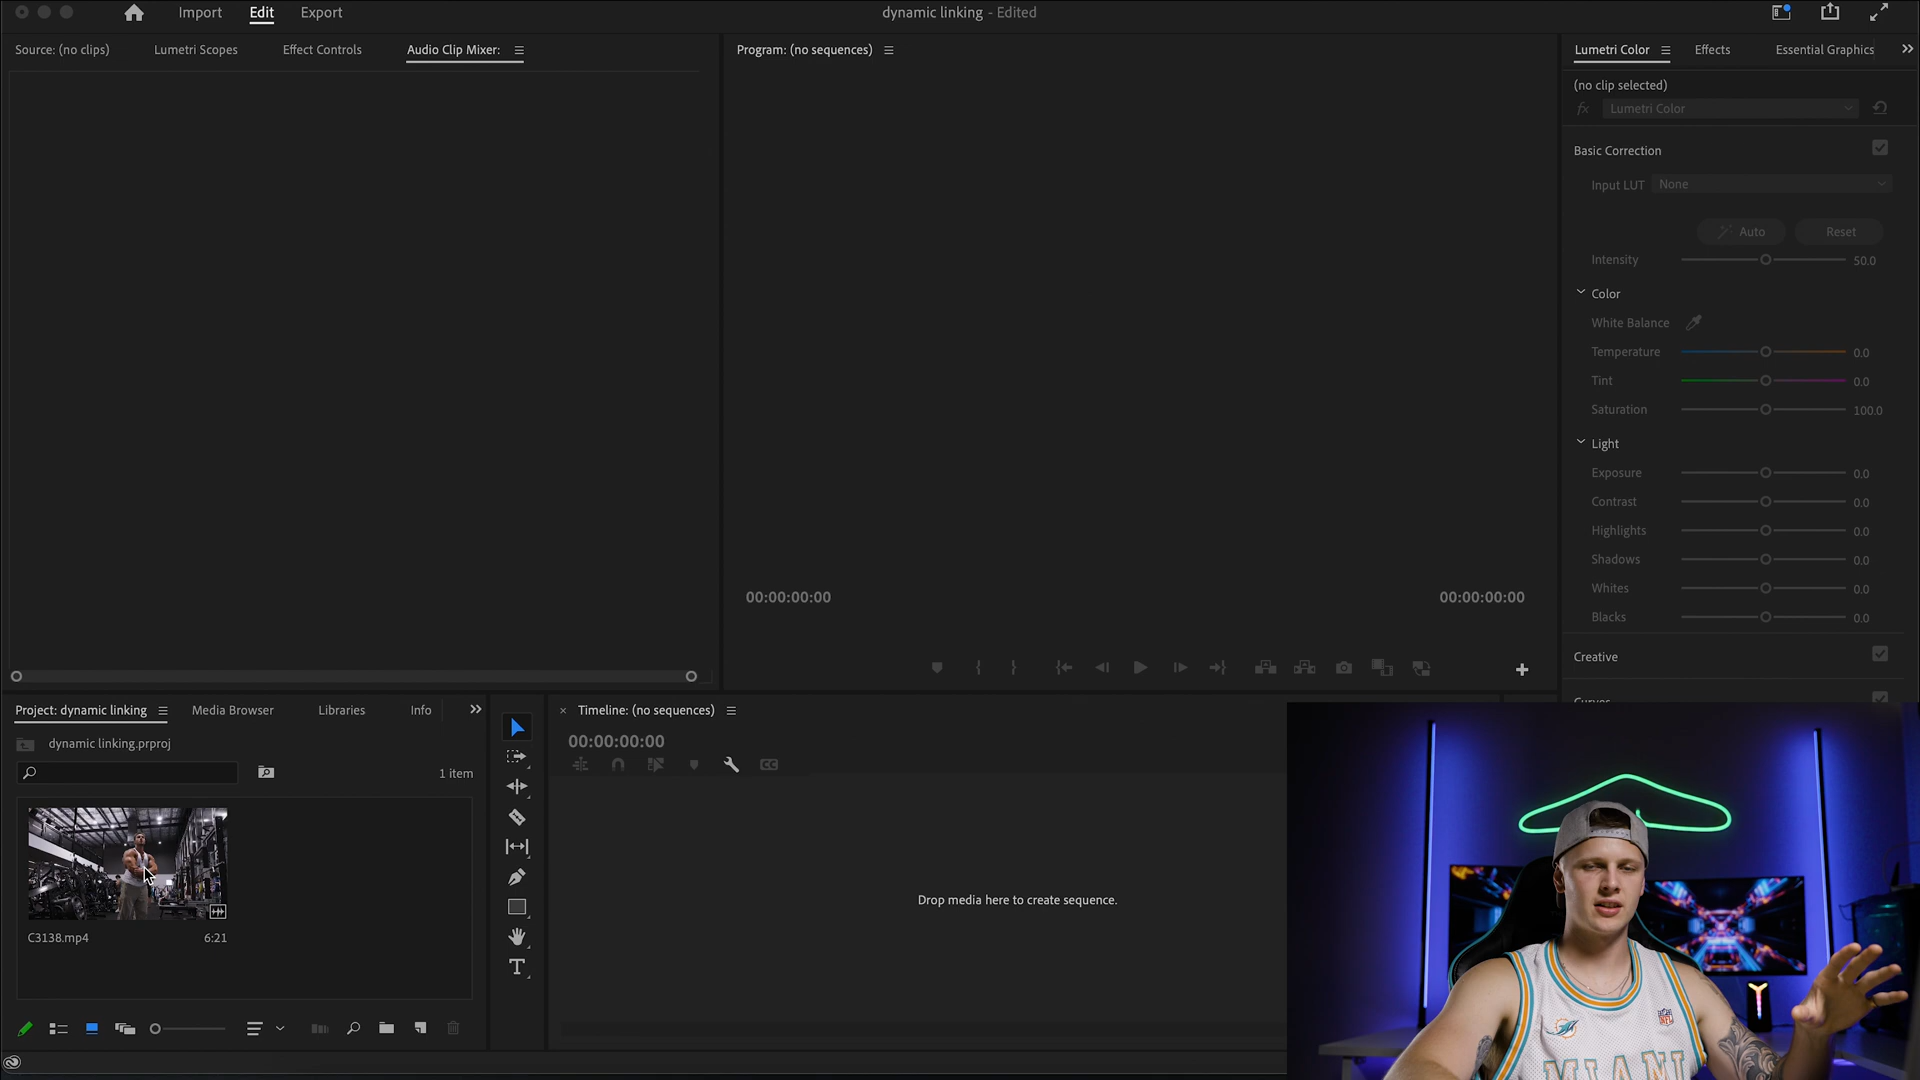 Import Edit Export
dynamic linking - Edited
Source: (no clips) Lumetri Scopes Effect Controls Audio Clip Mixer:
Program: (no sequences)
Lumetri Color Effects Essential Graphics
(no clip selected)
fx Lumetri Color
Basic Correction
Input LUT None
Auto Reset
Intensity 50.0
Color
White Balance
Temperature 0.0
Tint 0.0
Saturation 100.0
Light
Exposure 0.0
Contrast 0.0
Highlights 0.0
Shadows 0.0
Whites 0.0
Blacks 0.0
Creative
00:00:00:00 00:00:00:00
Project: dynamic linking Media Browser Libraries Info
dynamic linking.prproj
1 item
C3138.mp4 6:21
Timeline: (no sequences)
00:00:00:00
CC
T
Drop media here to create sequence.
NFL
MIAMI